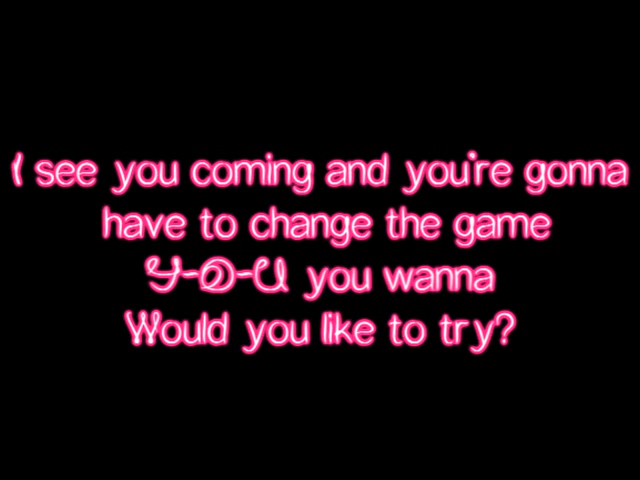 I see you coming and you're gonna
have to change the game
Y-O-U you wanna
Would you like to try?